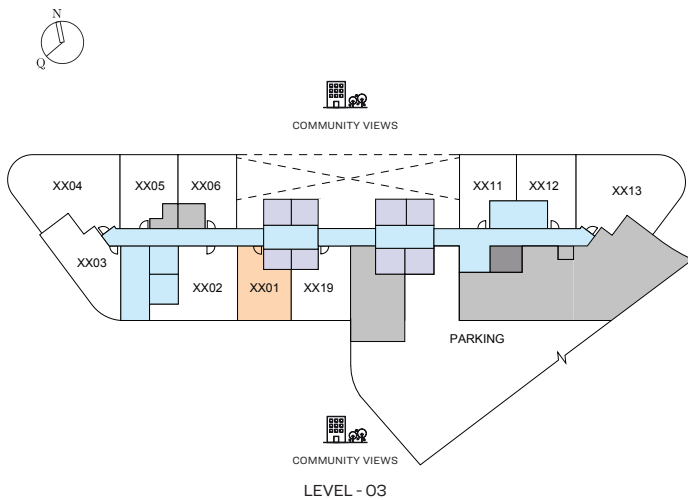 N
Q
COMMUNITY VIEWS
XX04
XX05
XX06
XX11
XX12
XX13
XX03
XX02
XX01
XX19
PARKING
N
COMMUNITY VIEWS
LEVEL - 03